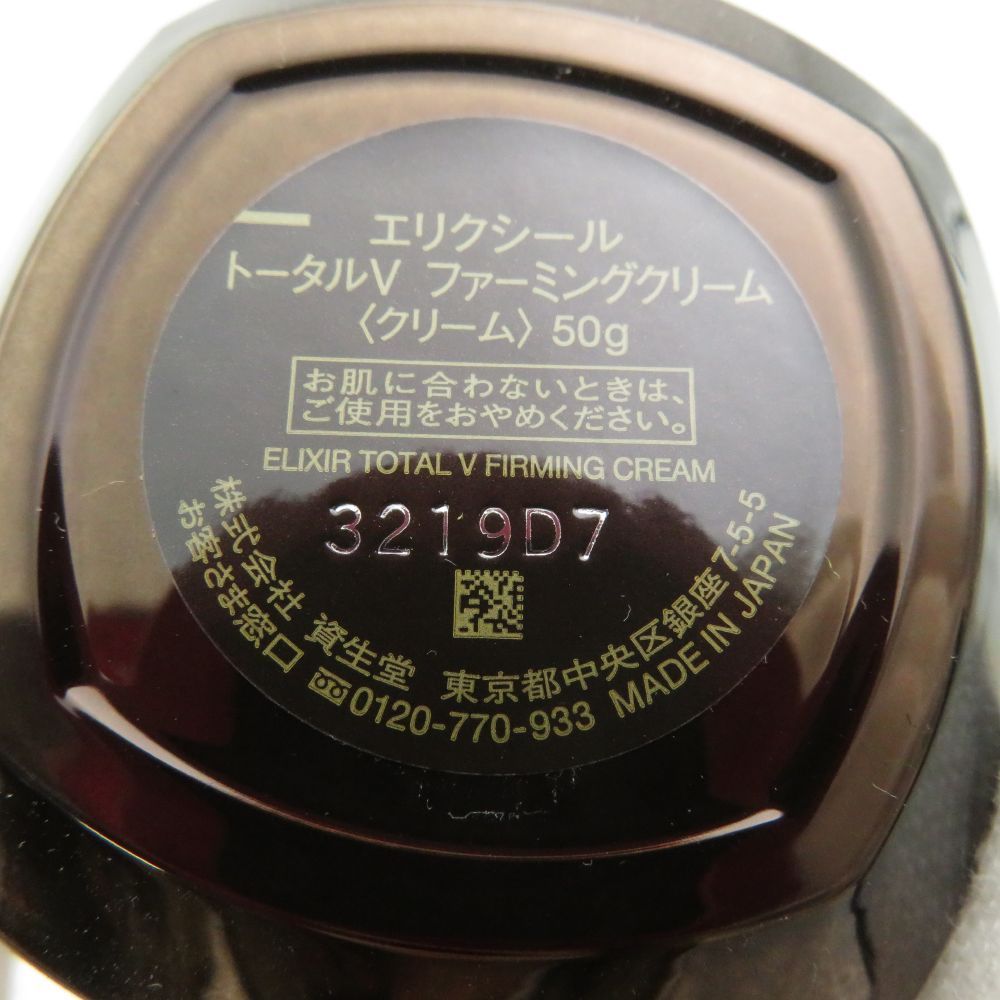 エリクシール
トータルV ファーミングクリーム
〈クリーム〉50g
お肌に合わないときは、
ご使用をおやめください。
ELIXIR TOTAL V FIRMING CREAM
3219D7
株式会社 資生堂 東京都中央区銀座7-5-5
お客さま窓口 0120-770-933 MADE IN JAPAN